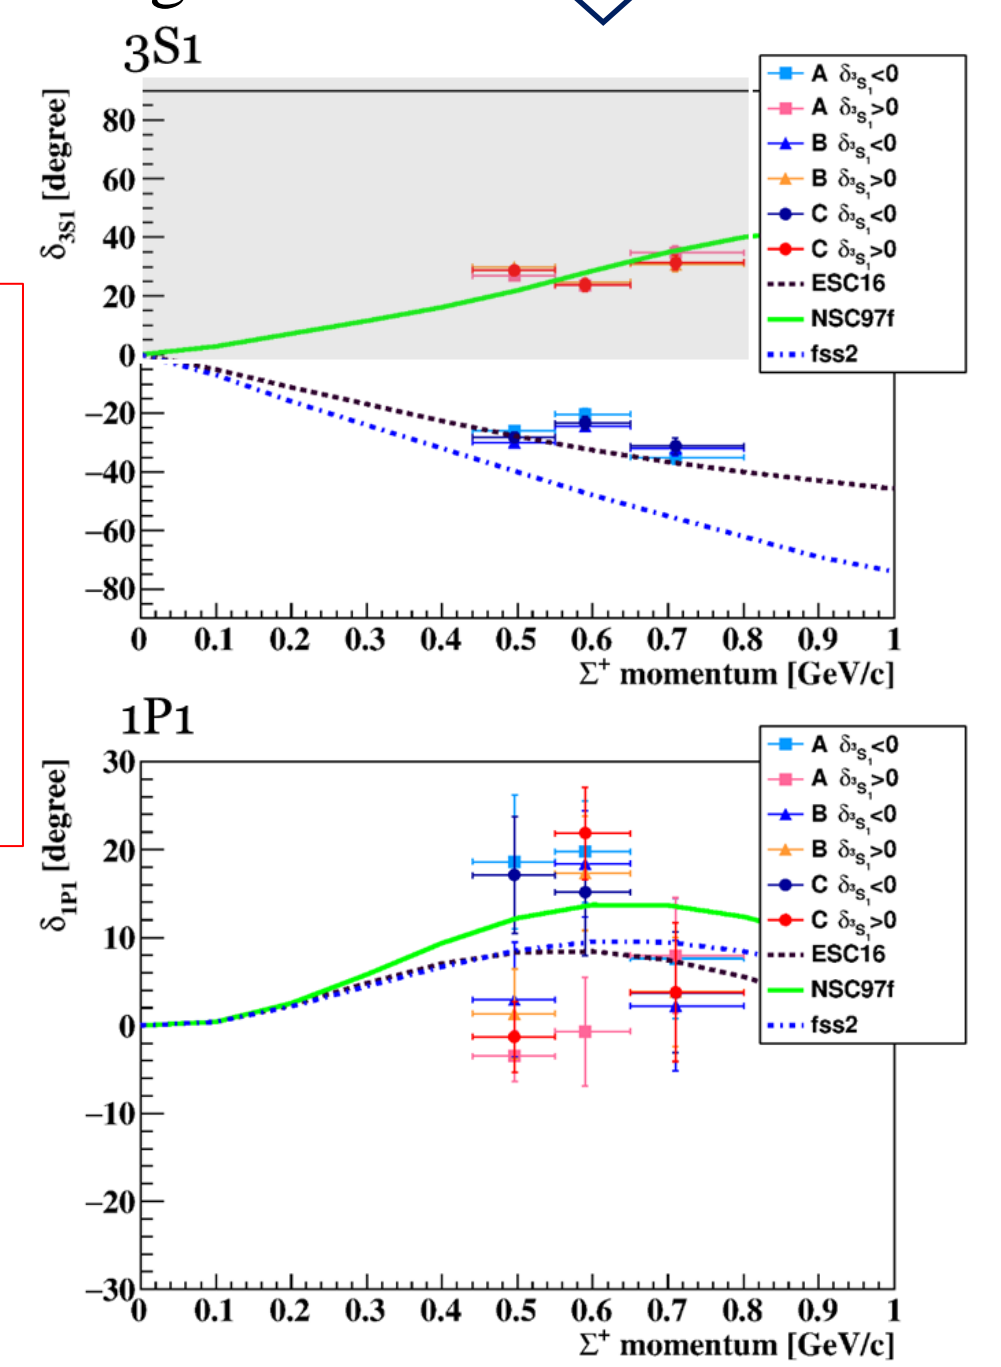 3S1
δ3S1 [degree]
80
60
40
20
0
−20
−40
−60
−80
0 0.1 0.2 0.3 0.4 0.5 0.6 0.7 0.8 0.9 1
Σ+ momentum [GeV/c]
A δ³S₁<0
A δ³S₁>0
B δ³S₁<0
B δ³S₁>0
C δ³S₁<0
C δ³S₁>0
ESC16
NSC97f
fss2
1P1
δ1P1 [degree]
30
20
10
0
−10
−20
−30
0 0.1 0.2 0.3 0.4 0.5 0.6 0.7 0.8 0.9 1
Σ+ momentum [GeV/c]
A δ³S₁<0
A δ³S₁>0
B δ³S₁<0
B δ³S₁>0
C δ³S₁<0
C δ³S₁>0
ESC16
NSC97f
fss2